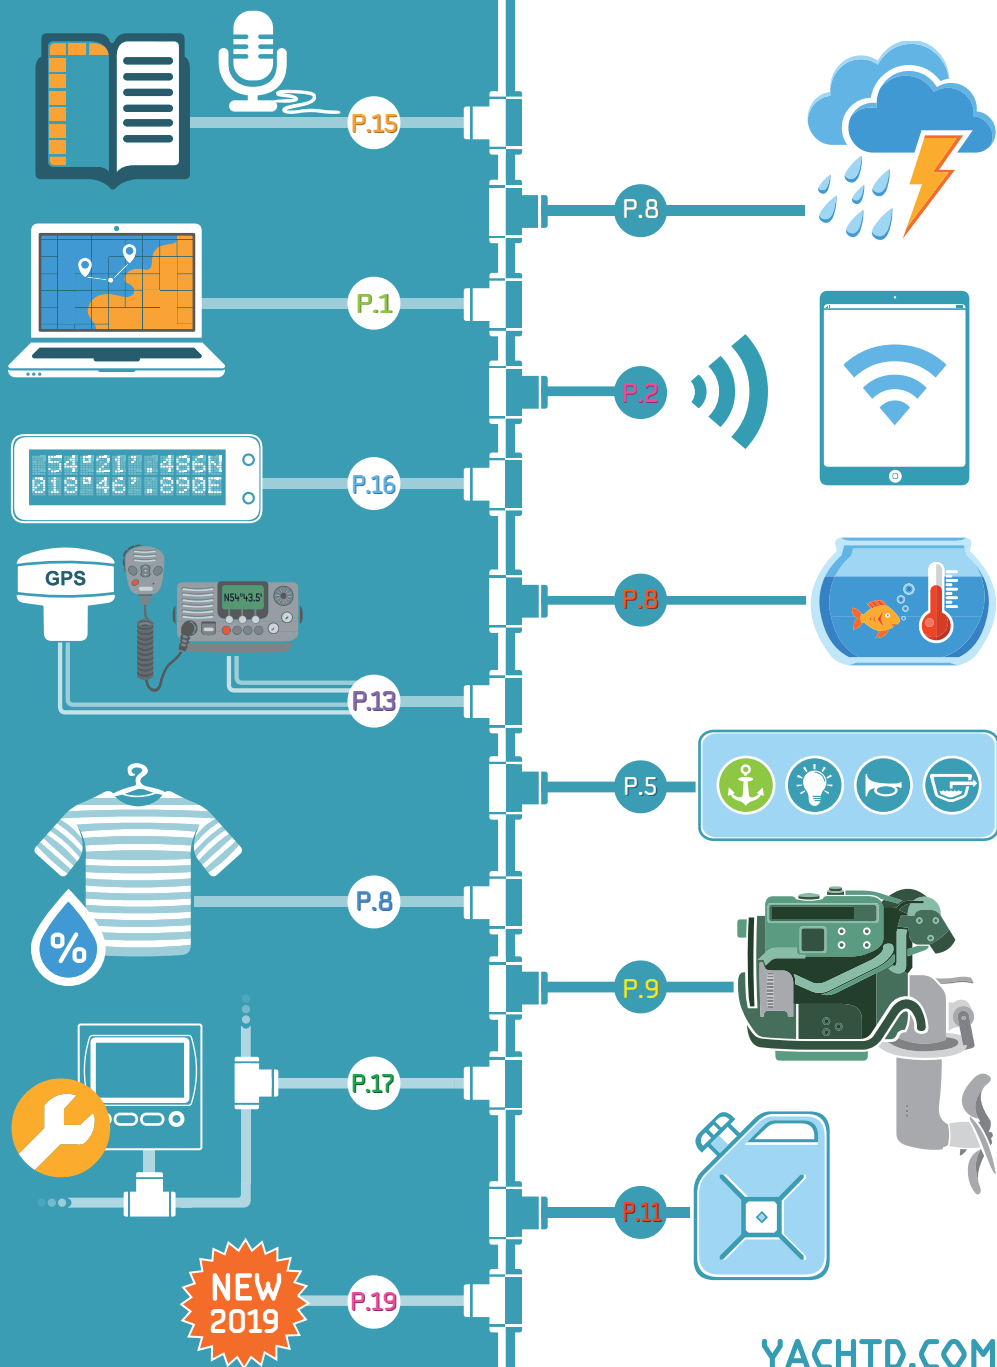 P.15
P.8
P.1
P.2
54°21'.486N
018°46'.890E
P.16
GPS
N54°43.5'
P.8
P.13
P.5
P.8
%
P.9
P.17
P.11
NEW
2019
P.19
YACHTD.COM